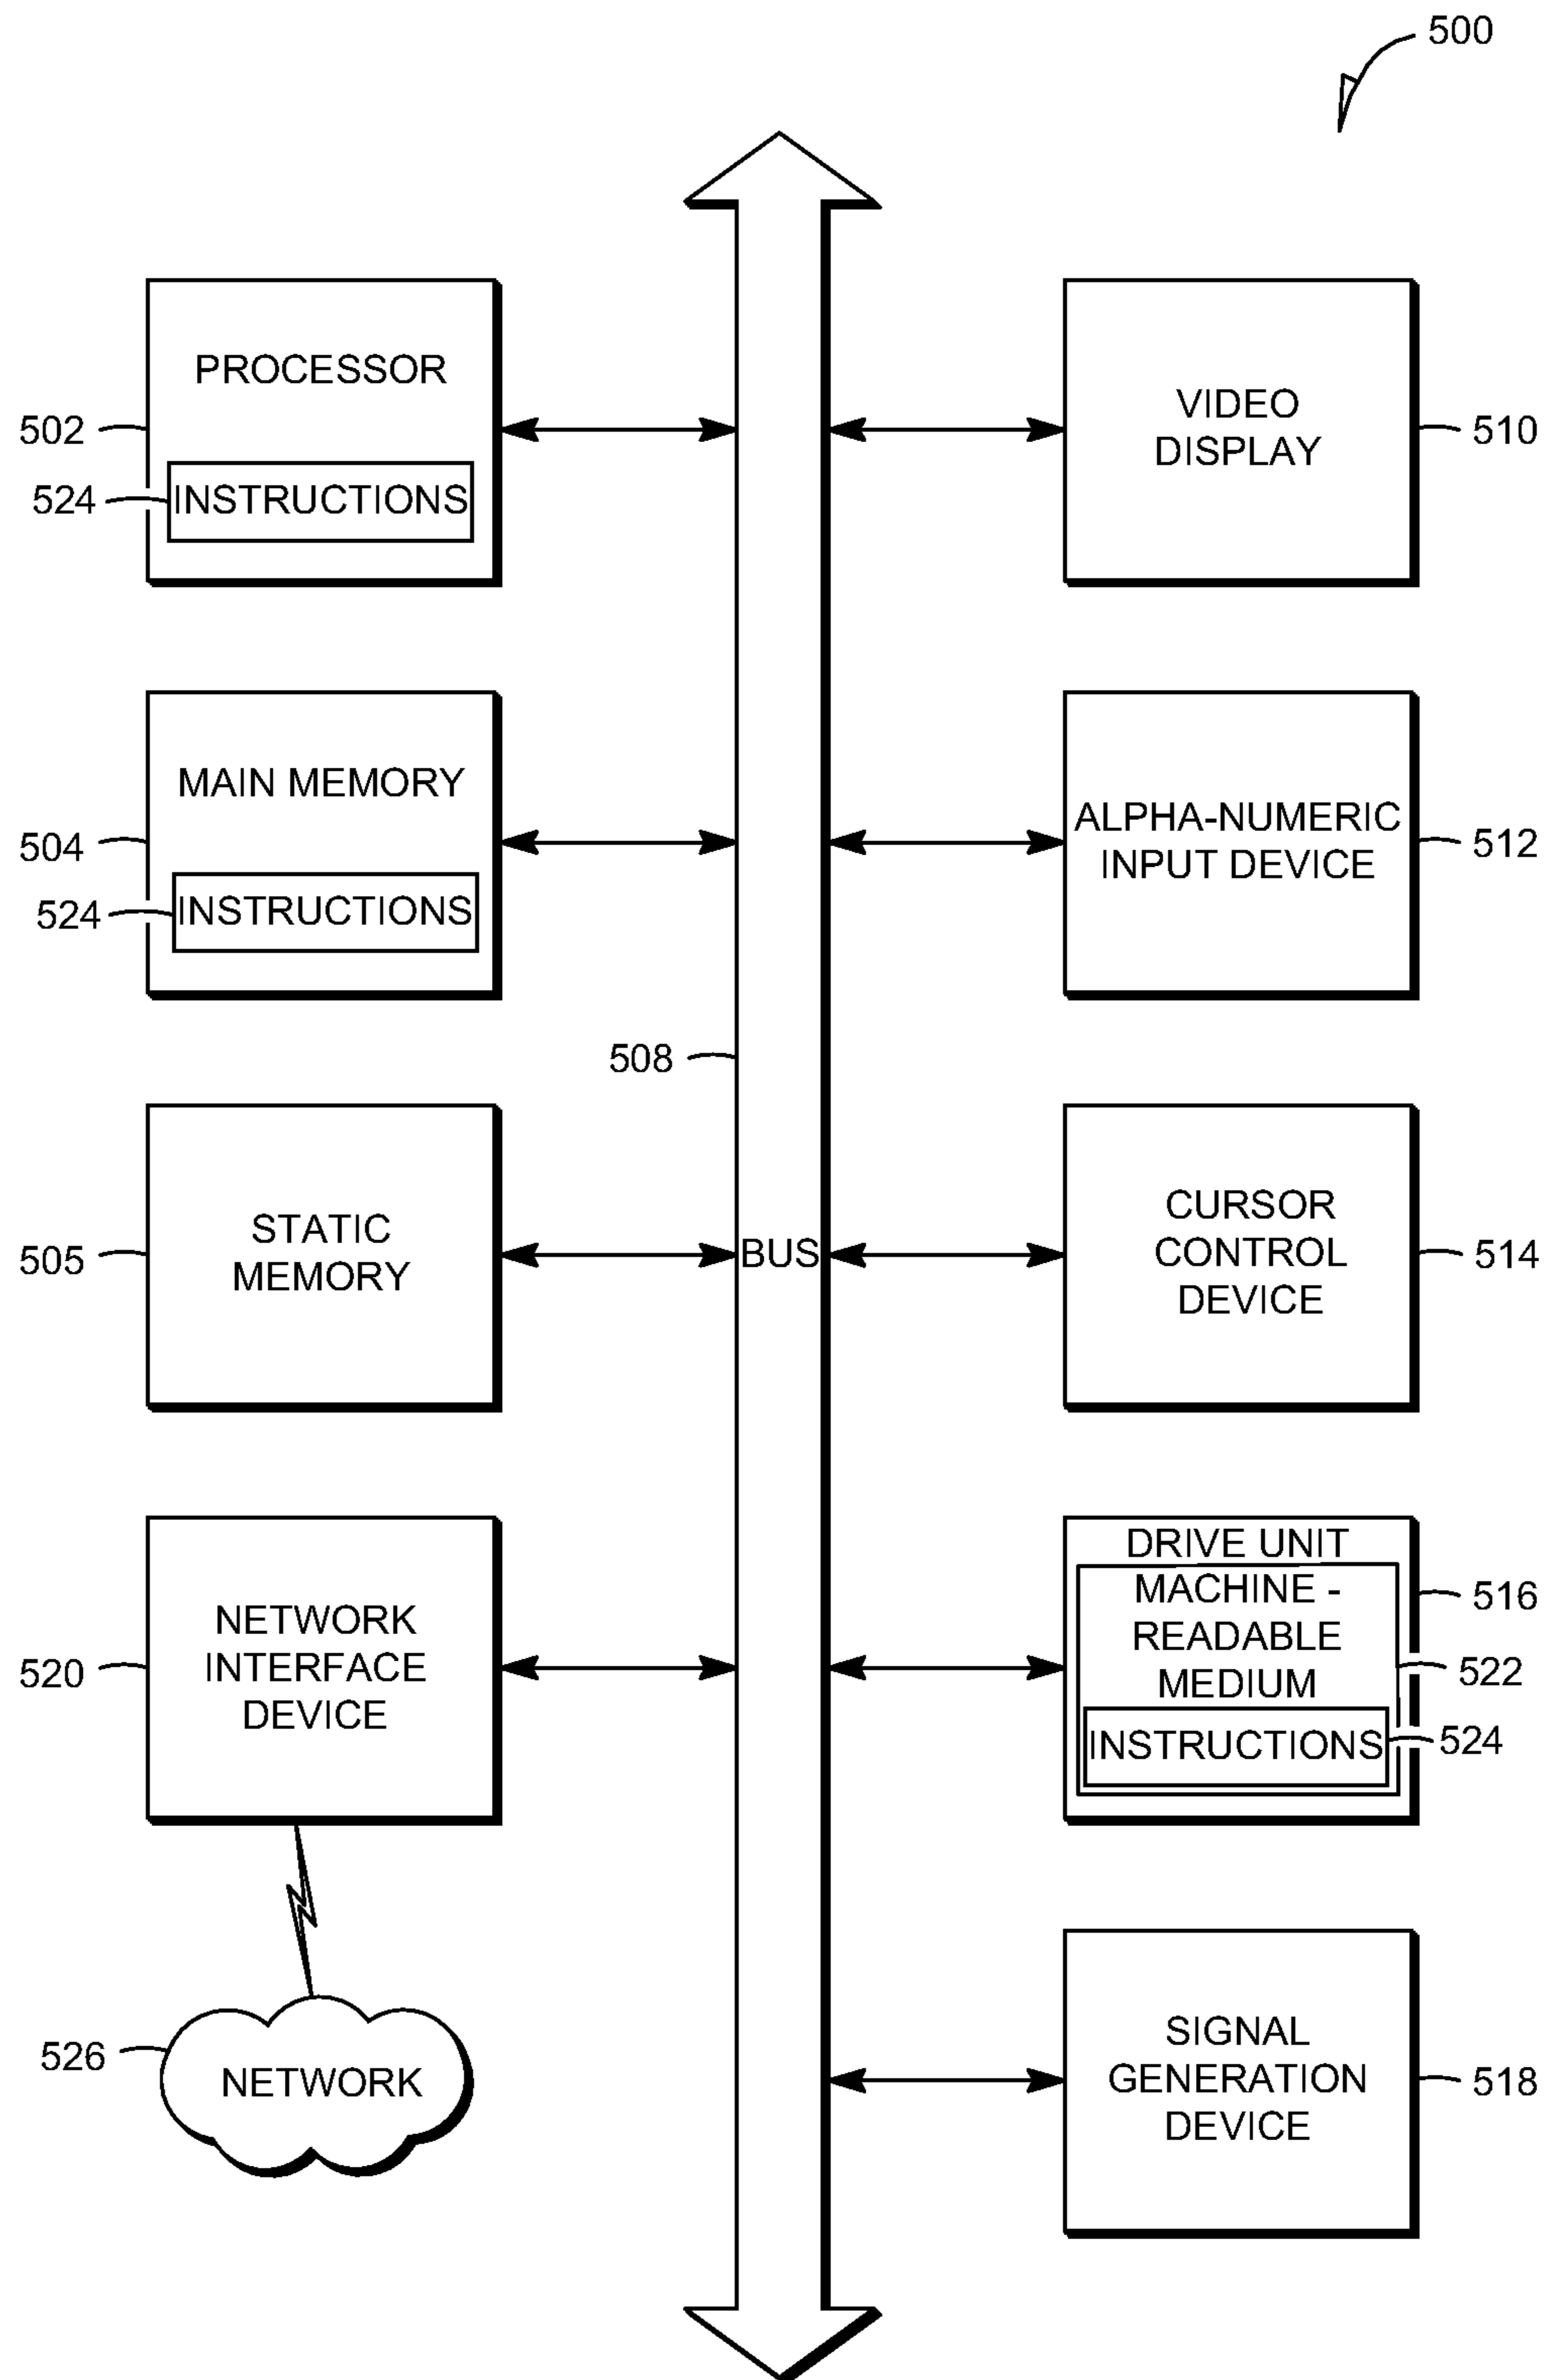 500
PROCESSOR
502
524
INSTRUCTIONS
VIDEO
DISPLAY
510
MAIN MEMORY
504
524
INSTRUCTIONS
ALPHA-NUMERIC
INPUT DEVICE
512
508
STATIC
MEMORY
505
BUS
CURSOR
CONTROL
DEVICE
514
NETWORK
INTERFACE
DEVICE
520
DRIVE UNIT
MACHINE -
READABLE
MEDIUM
INSTRUCTIONS
516
522
524
526
NETWORK
SIGNAL
GENERATION
DEVICE
518